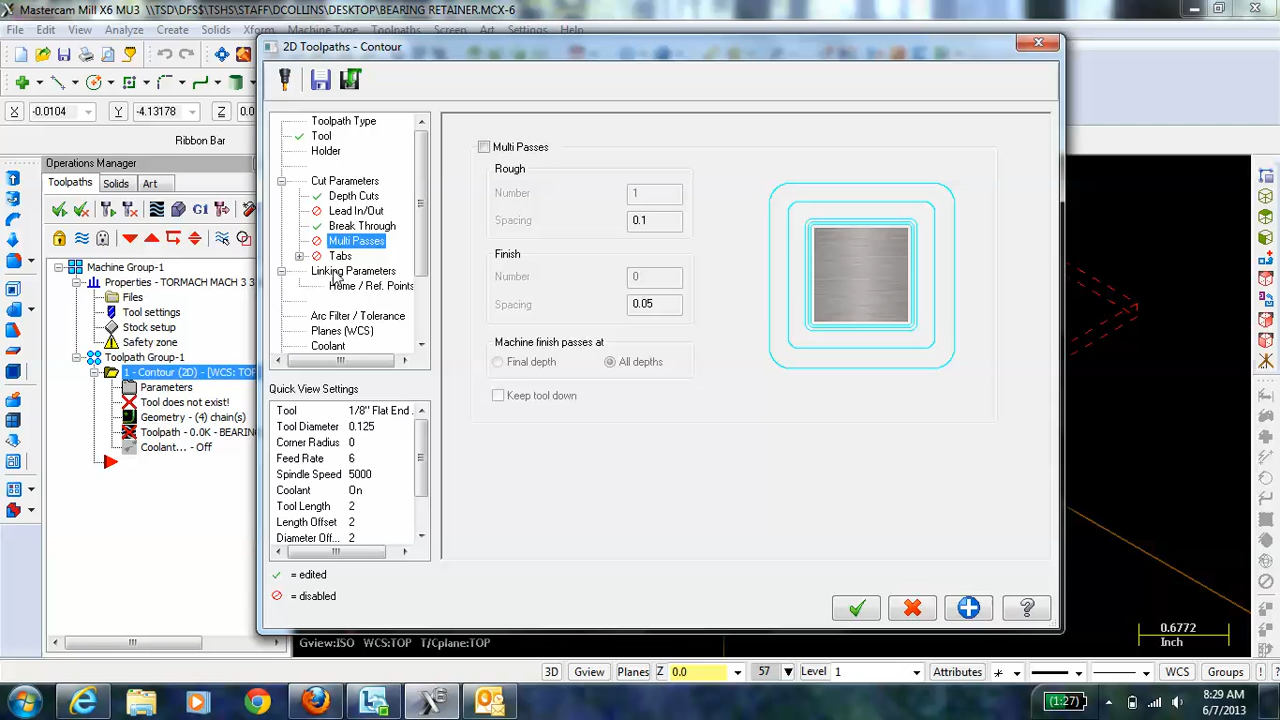 Mastercam Mill X6 MU3 \\TSD\DFS$\TSHS\STAFF\DCOLLINS\DESKTOP\BEARING RETAINER.MCX-6
File Edit View Analyze Create Solids Xform Machine Type Toolpaths Screen Art Settings Help
2D Toolpaths - Contour
X -0.0104 Y -4.13178 Z 0.0
Ribbon Bar
Operations Manager
Toolpaths Solids Art
G1
Machine Group-1
Properties - TORMACH MACH 3 3
Files
Tool settings
Stock setup
Safety zone
Toolpath Group-1
1 - Contour (2D) - [WCS: TOP
Parameters
Tool does not exist!
Geometry - (4) chain(s)
Toolpath - 0.0K - BEARING
Coolant... - Off
Toolpath Type
Tool
Holder
Cut Parameters
Depth Cuts
Lead In/Out
Break Through
Multi Passes
Tabs
Linking Parameters
Home / Ref. Points
Arc Filter / Tolerance
Planes (WCS)
Coolant
Quick View Settings
Tool 1/8" Flat End
Tool Diameter 0.125
Corner Radius 0
Feed Rate 6
Spindle Speed 5000
Coolant On
Tool Length 2
Length Offset 2
Diameter Off... 2
= edited
= disabled
Multi Passes
Rough
Number 1
Spacing 0.1
Finish
Number 0
Spacing 0.05
Machine finish passes at
Final depth All depths
Keep tool down
0.6772
Inch
Gview:ISO WCS:TOP T/Cplane:TOP
3D Gview Planes Z 0.0 57 Level 1 Attributes WCS Groups
(1:27)
8:29 AM
6/7/2013